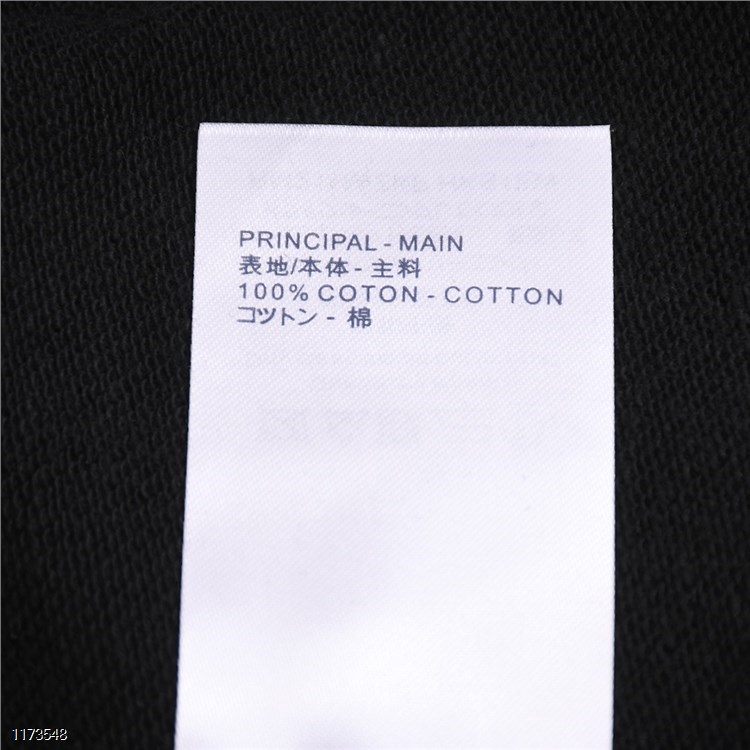 PRINCIPAL - MAIN
表地/本体 - 主料
100% COTON - COTTON
コットン - 棉
1173548